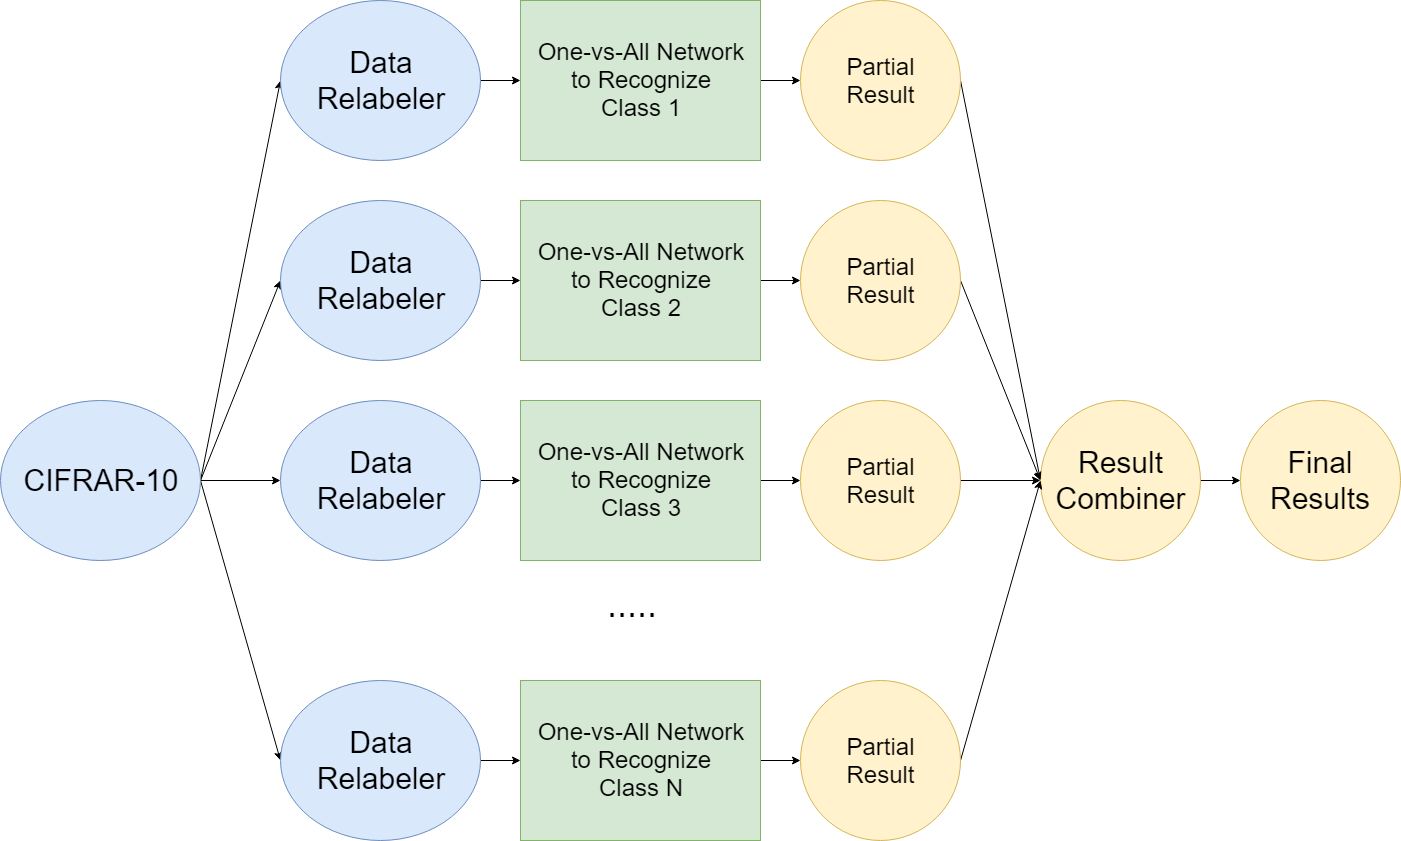 Data
Relabeler
One-vs-All Network
to Recognize
Class 1
Partial
Result
Data
Relabeler
One-vs-All Network
to Recognize
Class 2
Partial
Result
CIFRAR-10
Data
Relabeler
One-vs-All Network
to Recognize
Class 3
Partial
Result
Result
Combiner
Final
Results
.....
Data
Relabeler
One-vs-All Network
to Recognize
Class N
Partial
Result